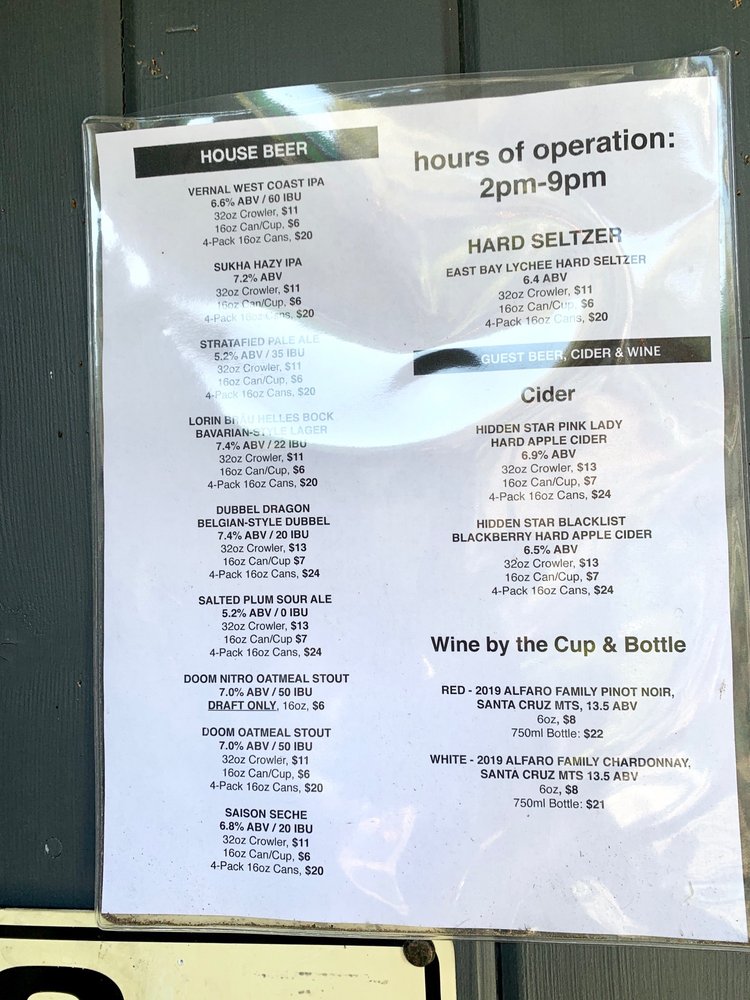 HOUSE BEER
VERNAL WEST COAST IPA
6.6% ABV / 60 IBU
32oz Crowler, $11
16oz Can/Cup, $6
4-Pack 16oz Cans, $20
SUKHA HAZY IPA
7.2% ABV
32oz Crowler, $11
16oz Can/Cup, $6
4-Pack 16oz Cans, $20
STRATAFIED PALE ALE
5.2% ABV / 35 IBU
32oz Crowler, $11
16oz Can/Cup, $6
4-Pack 16oz Cans, $20
LORIN BRÄU HELLES BOCK
BAVARIAN-STYLE LAGER
7.4% ABV / 22 IBU
32oz Crowler, $11
16oz Can/Cup, $6
4-Pack 16oz Cans, $20
DUBBEL DRAGON
BELGIAN-STYLE DUBBEL
7.4% ABV / 20 IBU
32oz Crowler, $13
16oz Can/Cup $7
4-Pack 16oz Cans, $24
SALTED PLUM SOUR ALE
5.2% ABV / 0 IBU
32oz Crowler, $13
16oz Can/Cup $7
4-Pack 16oz Cans, $24
DOOM NITRO OATMEAL STOUT
7.0% ABV / 50 IBU
DRAFT ONLY, 16oz, $6
DOOM OATMEAL STOUT
7.0% ABV / 50 IBU
32oz Crowler, $11
16oz Can/Cup, $6
4-Pack 16oz Cans, $20
SAISON SECHE
6.8% ABV / 20 IBU
32oz Crowler, $11
16oz Can/Cup, $6
4-Pack 16oz Cans, $20
hours of operation:
2pm-9pm
HARD SELTZER
EAST BAY LYCHEE HARD SELTZER
6.4 ABV
32oz Crowler, $11
16oz Can/Cup, $6
4-Pack 16oz Cans, $20
GUEST BEER, CIDER & WINE
Cider
HIDDEN STAR PINK LADY
HARD APPLE CIDER
6.9% ABV
32oz Crowler, $13
16oz Can/Cup, $7
4-Pack 16oz Cans, $24
HIDDEN STAR BLACKLIST
BLACKBERRY HARD APPLE CIDER
6.5% ABV
32oz Crowler, $13
16oz Can/Cup, $7
4-Pack 16oz Cans, $24
Wine by the Cup & Bottle
RED - 2019 ALFARO FAMILY PINOT NOIR,
SANTA CRUZ MTS, 13.5 ABV
6oz, $8
750ml Bottle: $22
WHITE - 2019 ALFARO FAMILY CHARDONNAY,
SANTA CRUZ MTS 13.5 ABV
6oz, $8
750ml Bottle: $21